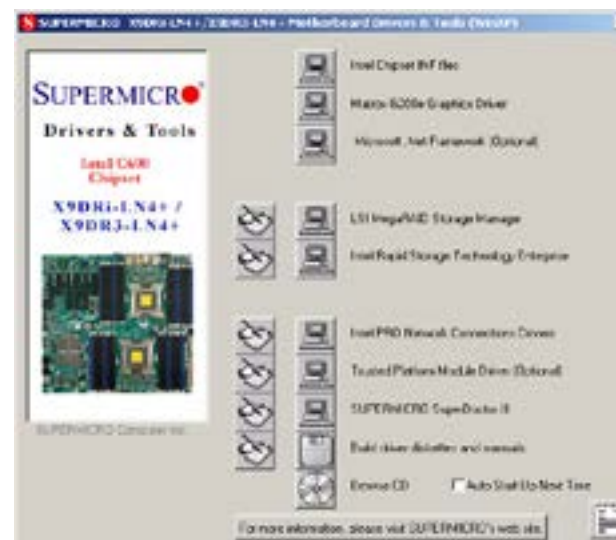 SUPERMICRO X9DRi-LN4+/X9DR3-LN4+ - Motherboard Drivers & Tools (WinXP)
SUPERMICRO
Drivers & Tools
Intel C600
Chipset
X9DRi-LN4+ /
X9DR3-LN4+
SUPERMICRO Computer Inc.
Intel Chipset INF files
Matrox G200e Graphics Driver
Microsoft .Net Framework (Optional)
LSI MegaRAID Storage Manager
Intel Rapid Storage Technology Enterprise
Intel PRO Network Connections Drivers
Trusted Platform Module Driver (Optional)
SUPERMICRO SuperDoctor III
Build driver diskettes and manuals
Browse CD
Auto Start Up Next Time
For more information, please visit SUPERMICRO's web site.